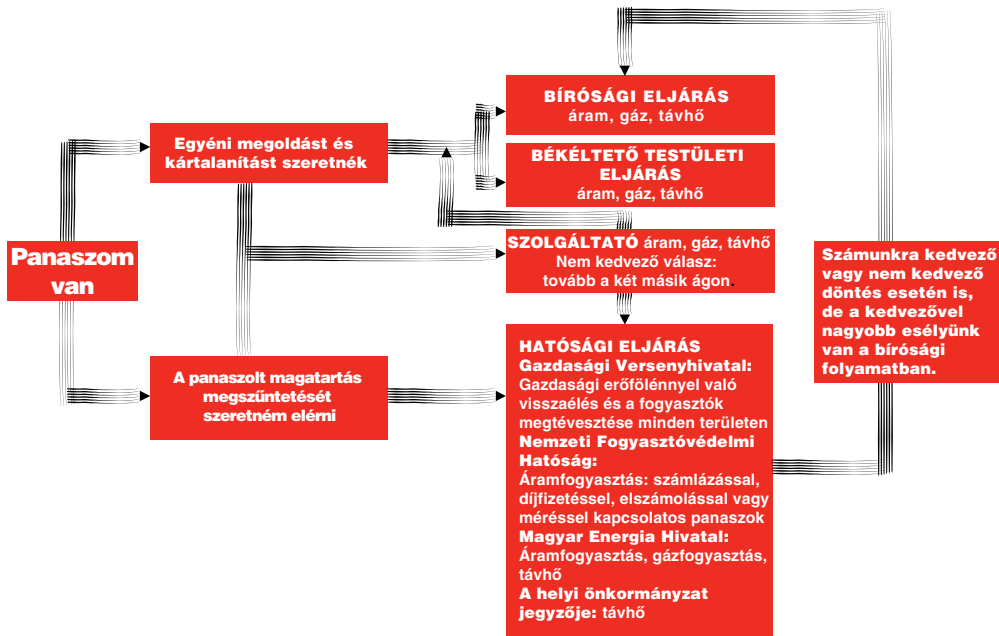 Panaszom
van
Egyéni megoldást és
kártalanítást szeretnék
A panaszolt magatartás
megszűntetését
szeretném elérni
BÍRÓSÁGI ELJÁRÁS
áram, gáz, távhő
BÉKÉLTETŐ TESTÜLETI
ELJÁRÁS
áram, gáz, távhő
SZOLGÁLTATÓ áram, gáz, távhő
Nem kedvező válasz:
tovább a két másik ágon.
HATÓSÁGI ELJÁRÁS
Gazdasági Versenyhivatal:
Gazdasági erőfölénnyel való
visszaélés és a fogyasztók
megtévesztése minden területen
Nemzeti Fogyasztóvédelmi
Hatóság:
Áramfogyasztás: számlázással,
díjfizetéssel, elszámolással vagy
méréssel kapcsolatos panaszok
Magyar Energia Hivatal:
Áramfogyasztás, gázfogyasztás,
távhő
A helyi önkormányzat
jegyzője: távhő
Számunkra kedvező
vagy nem kedvező
döntés esetén is,
de a kedvezővel
nagyobb esélyünk
van a bírósági
folyamatban.